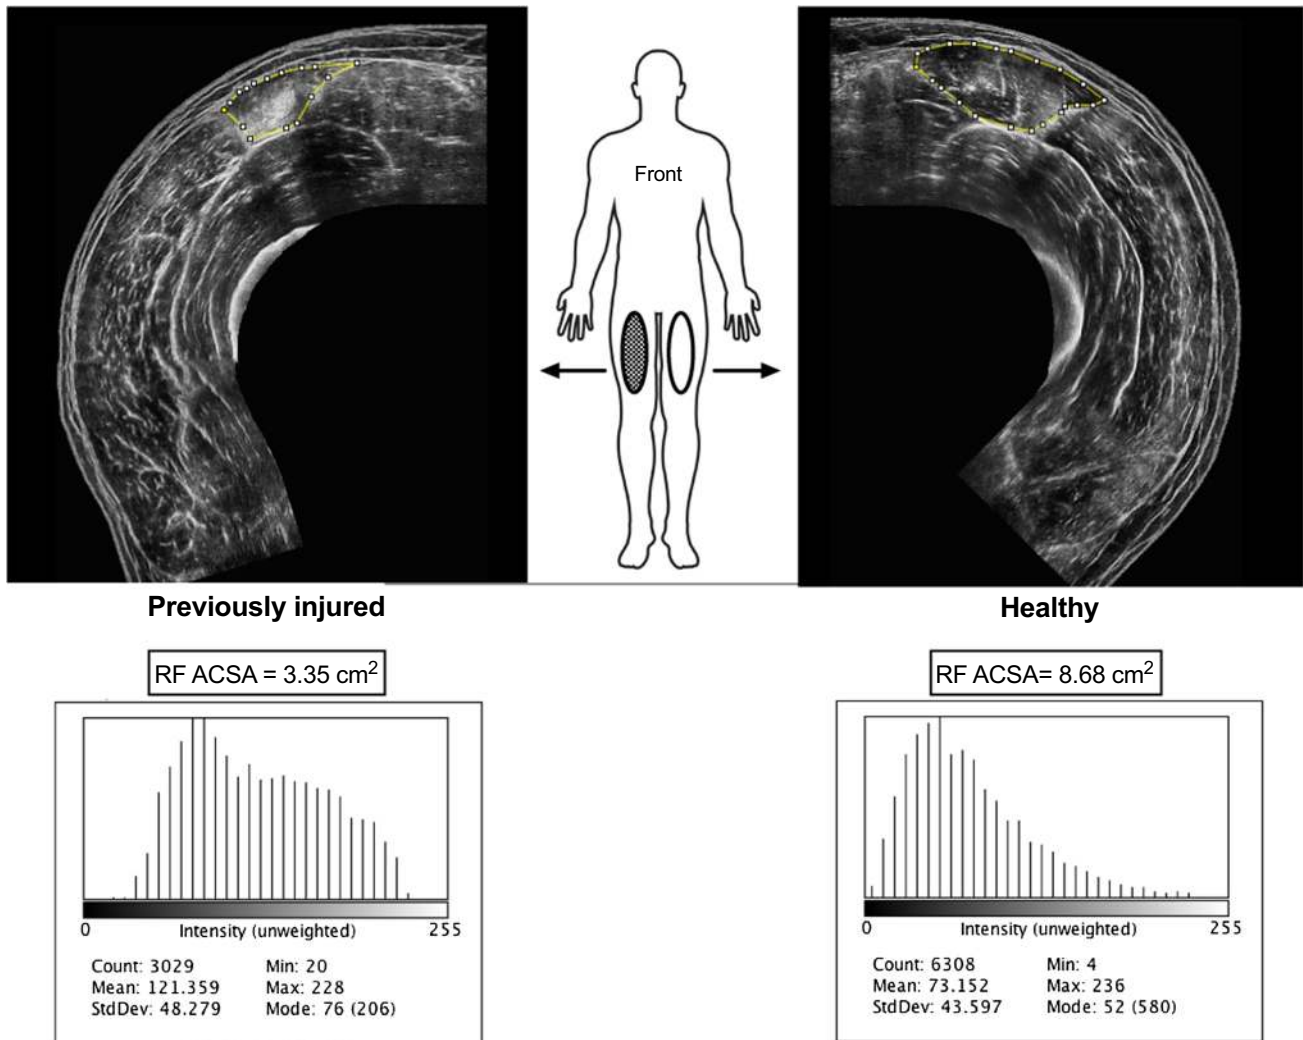 Front
Previously injured
Healthy
RF ACSA = 3.35 cm²
RF ACSA= 8.68 cm²
0 Intensity (unweighted) 255
Count: 3029 Min: 20
Mean: 121.359 Max: 228
StdDev: 48.279 Mode: 76 (206)
0 Intensity (unweighted) 255
Count: 6308 Min: 4
Mean: 73.152 Max: 236
StdDev: 43.597 Mode: 52 (580)